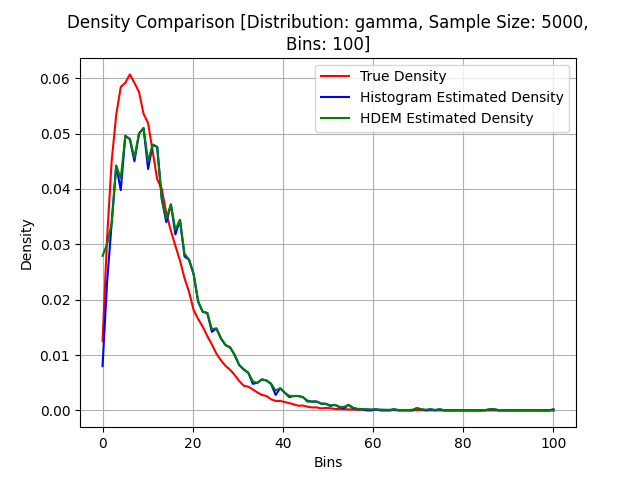 Density Comparison [Distribution: gamma, Sample Size: 5000,
Bins: 100]
True Density
Histogram Estimated Density
HDEM Estimated Density
Density
0.06
0.05
0.04
0.03
0.02
0.01
0.00
0 20 40 60 80 100
Bins